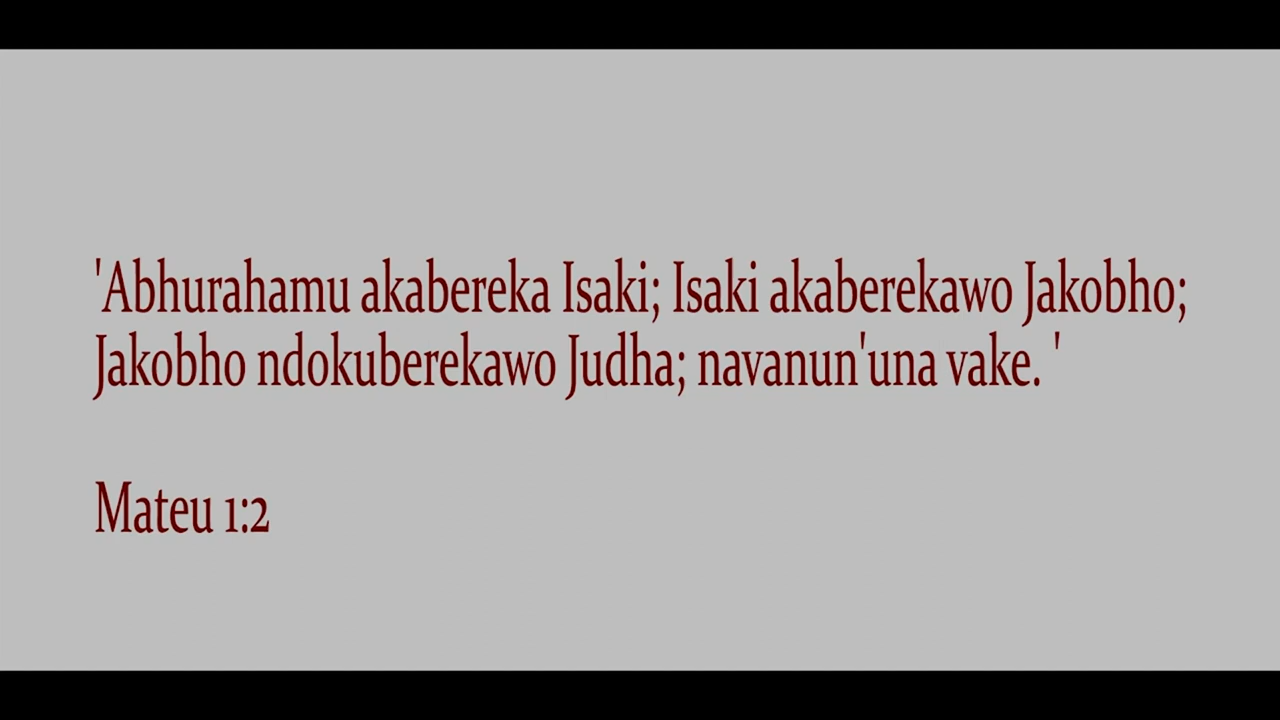 'Abhurahamu akabereka Isaki; Isaki akaberekawo Jakobho;
Jakobho ndokuberekawo Judha; navanun'una vake. '
Mateu 1:2